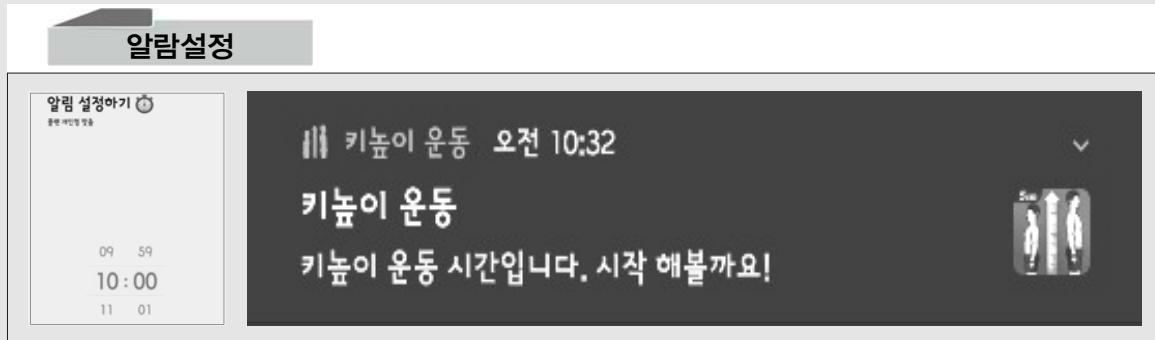 알람설정
알림 설정하기
키높이 운동 오전 10:32
키높이 운동
키높이 운동 시간입니다. 시작 해볼까요!
09 59
10 : 00
11 01